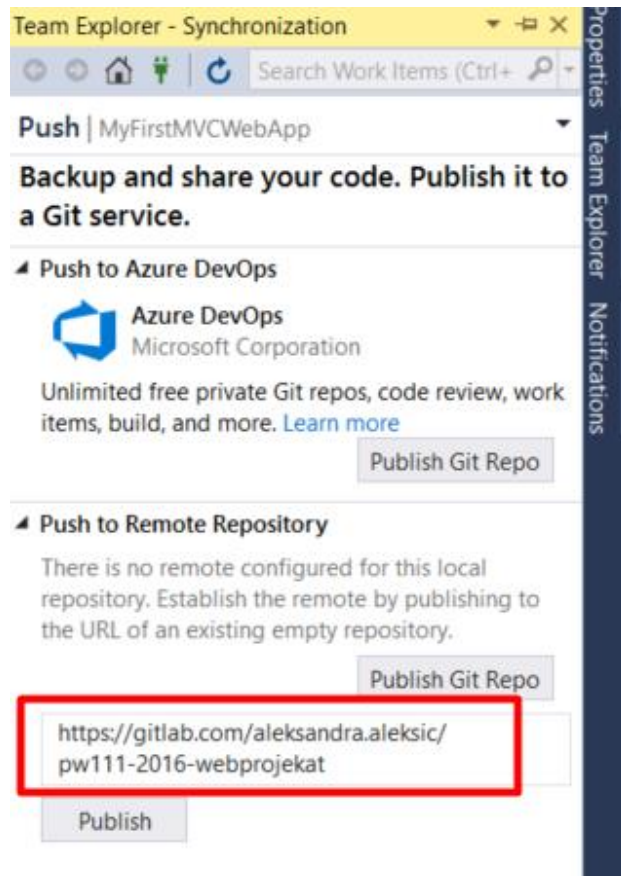 Team Explorer - Synchronization
Search Work Items (Ctrl+
Push | MyFirstMVCWebApp
Backup and share your code. Publish it to
a Git service.
Push to Azure DevOps
Azure DevOps
Microsoft Corporation
Unlimited free private Git repos, code review, work
items, build, and more. Learn more
Publish Git Repo
Push to Remote Repository
There is no remote configured for this local
repository. Establish the remote by publishing to
the URL of an existing empty repository.
Publish Git Repo
https://gitlab.com/aleksandra.aleksic/
pw111-2016-webprojekat
Publish
Properties
Team Explorer
Notifications